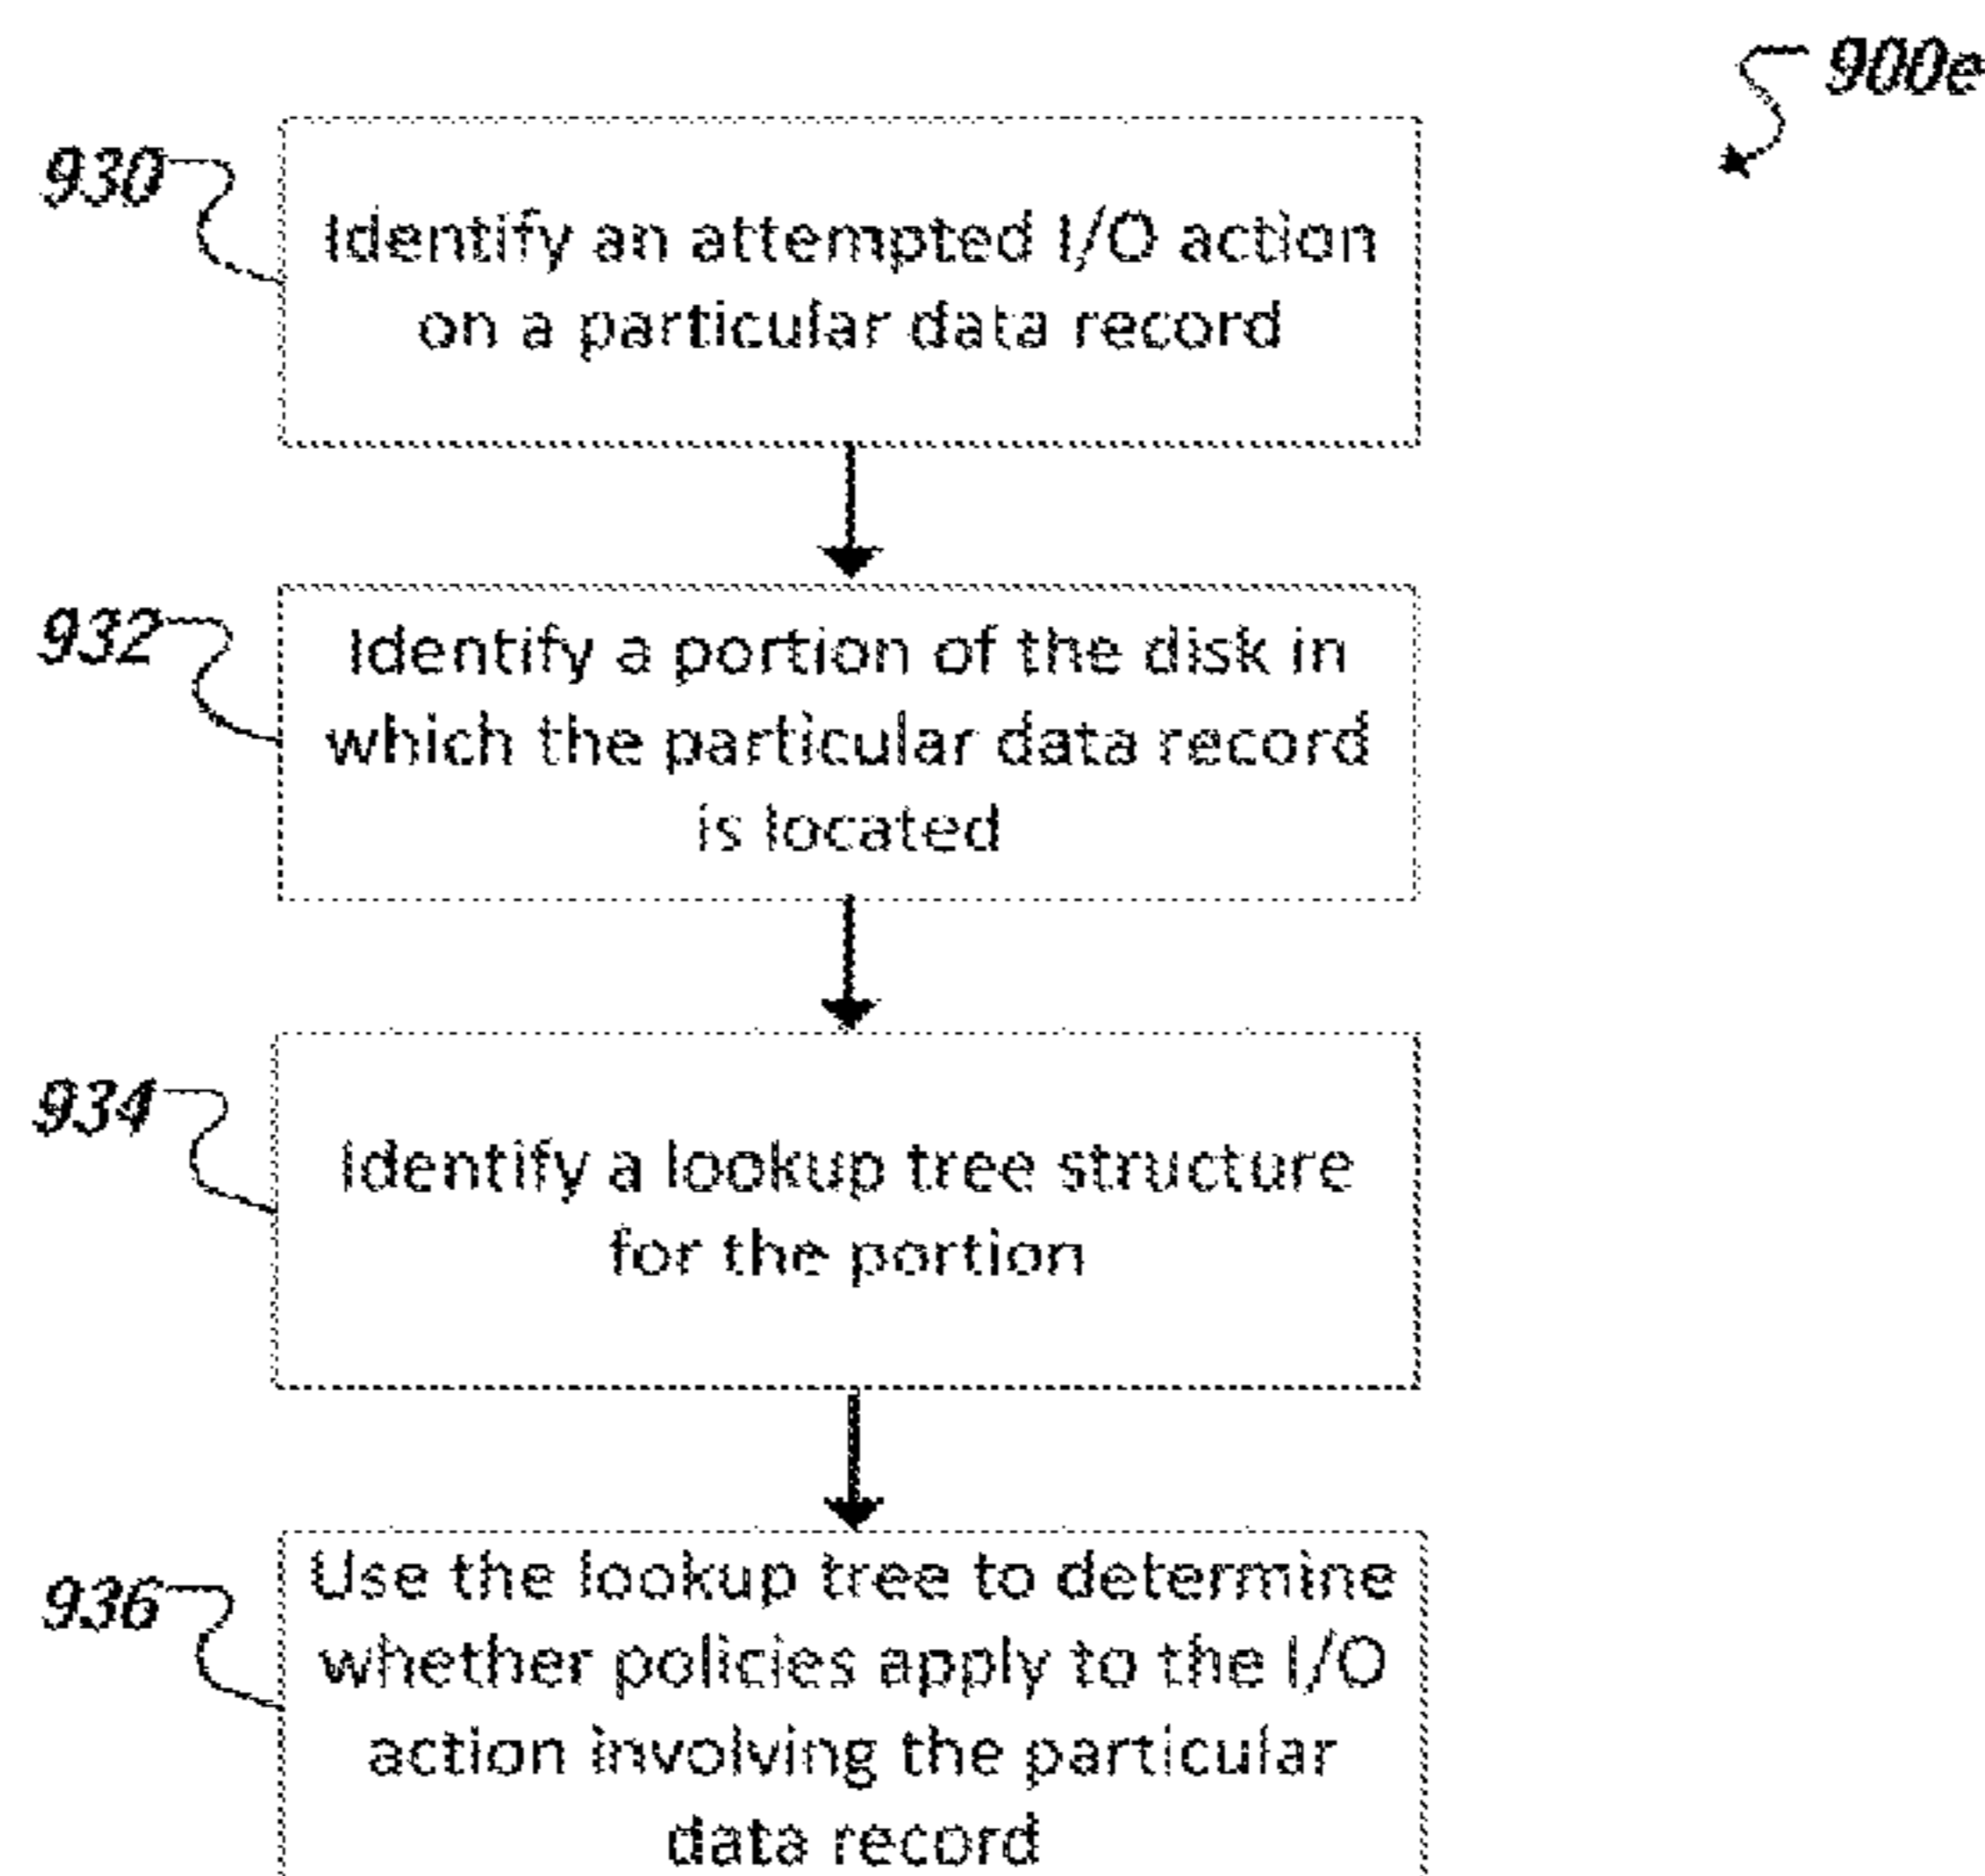 900e
930
Identify an attempted I/O action
on a particular data record
932
Identify a portion of the disk in
which the particular data record
is located
934
Identify a lookup tree structure
for the portion
936
Use the lookup tree to determine
whether policies apply to the I/O
action involving the particular
data record